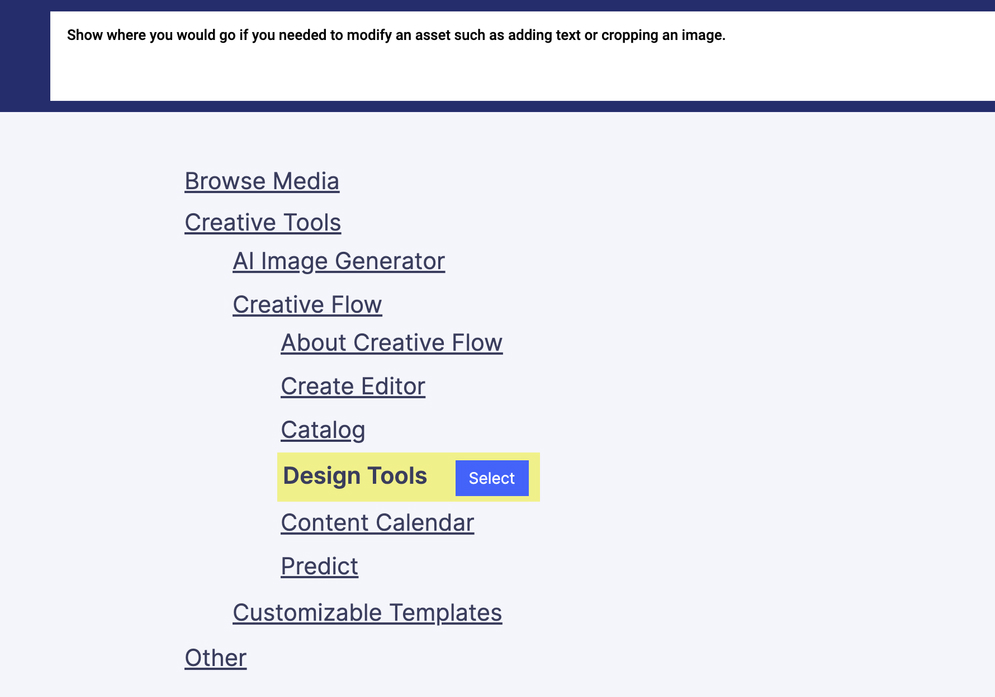 Show where you would go if you needed to modify an asset such as adding text or cropping an image.
Browse Media
Creative Tools
AI Image Generator
Creative Flow
About Creative Flow
Create Editor
Catalog
Design Tools Select
Content Calendar
Predict
Customizable Templates
Other